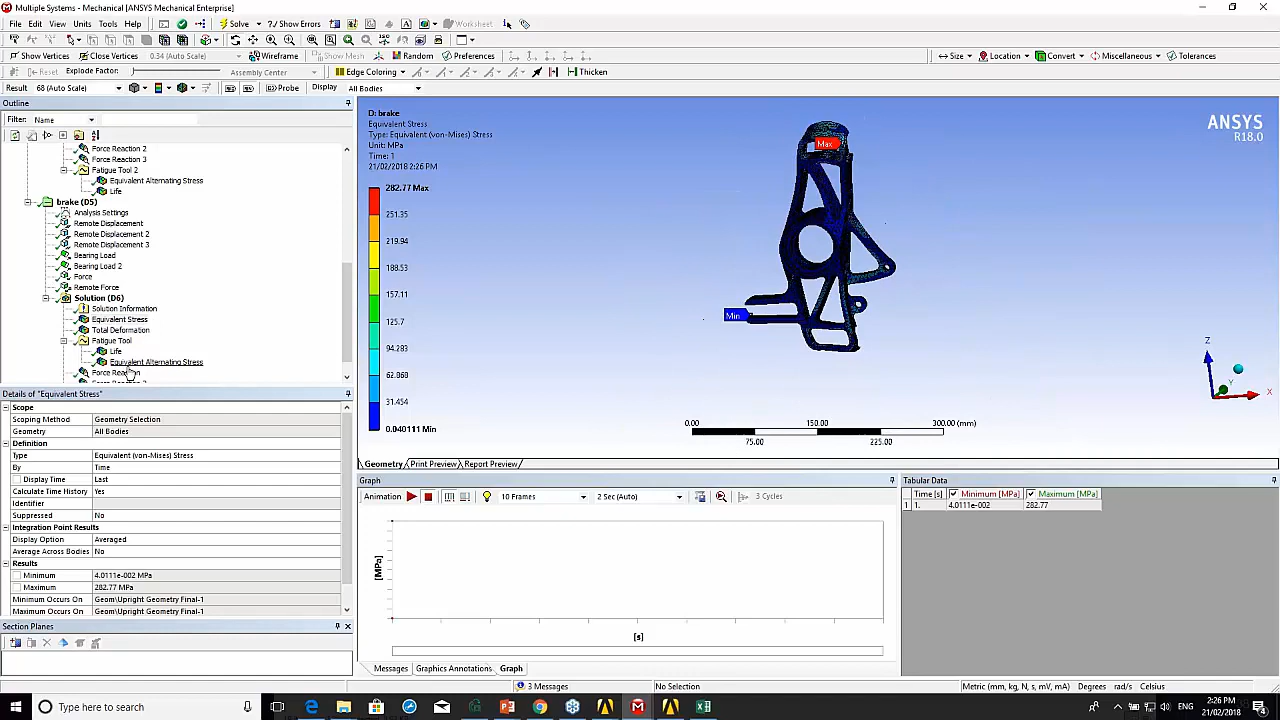 Multiple Systems - Mechanical [ANSYS Mechanical Enterprise]
File Edit View Units Tools Help Solve Show Errors Worksheet
Show Vertices Close Vertices 0.34 (Auto Scale) Wireframe Show Mesh Random Preferences Size Location Convert Miscellaneous Tolerances
Reset Explode Factor: Assembly Center Edge Coloring Thicken
Result 68 (Auto Scale) Probe Display All Bodies
Outline
Filter: Name
Force Reaction 2
Force Reaction 3
Fatigue Tool 2
Equivalent Alternating Stress
Life
brake (D5)
Analysis Settings
Remote Displacement
Remote Displacement 2
Remote Displacement 3
Bearing Load
Bearing Load 2
Force
Remote Force
Solution (D6)
Solution Information
Equivalent Stress
Total Deformation
Fatigue Tool
Life
Equivalent Alternating Stress
Force Reaction
Details of "Equivalent Stress"
Scope
Scoping Method Geometry Selection
Geometry All Bodies
Definition
Type Equivalent (von-Mises) Stress
By Time
Display Time Last
Calculate Time History Yes
Identifier
Suppressed No
Integration Point Results
Display Option Averaged
Average Across Bodies No
Results
Minimum 4.0111e-002 MPa
Maximum 282.77 MPa
Minimum Occurs On Geom\Upright Geometry Final-1
Maximum Occurs On Geom\Upright Geometry Final-1
Section Planes
D: brake
Equivalent Stress
Type: Equivalent (von-Mises) Stress
Unit: MPa
Time: 1
21/02/2018 2:26 PM
282.77 Max
251.35
219.94
188.53
157.11
125.7
94.283
62.868
31.454
0.040111 Min
Max
Min
ANSYS
R18.0
Z
Y
X
0.00 150.00 300.00 (mm)
75.00 225.00
Geometry Print Preview Report Preview
Graph
Animation 10 Frames 2 Sec (Auto) 3 Cycles
[MPa]
[s]
Messages Graphics Annotations Graph
Tabular Data
Time [s] Minimum [MPa] Maximum [MPa]
1 1. 4.0111e-002 282.77
3 Messages No Selection Metric (mm, kg, N, s, mV, mA) Degrees rad/s Celsius
Type here to search
ENG
2:26 PM
21/02/2018